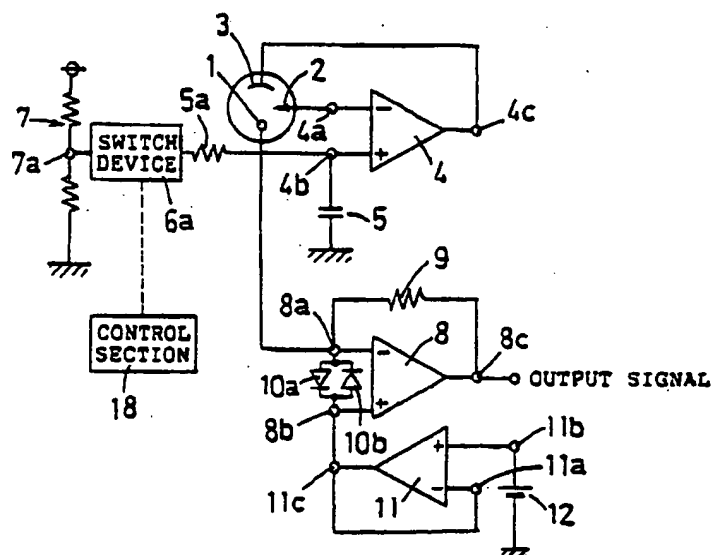 3
1
2
7
5a
4a
4c
7a
SWITCH
DEVICE
4
4b
6a
5
9
8a
8
8c
CONTROL
SECTION
10a
OUTPUT SIGNAL
18
8b
10b
11b
11a
11c
11
12